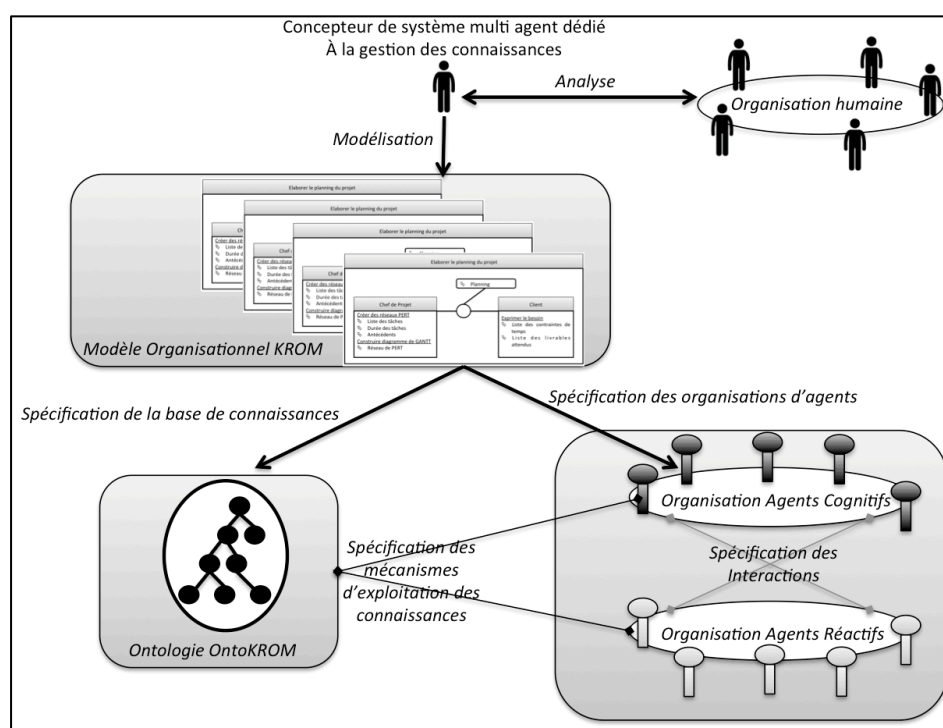 Concepteur de système multi agent dédié
À la gestion des connaissances
Analyse
Organisation humaine
Modélisation
Elaborer le planning du projet
Elaborer le planning du projet
Elaborer le planning du projet
Elaborer le planning du projet
Planning
Chef de Projet
Créer des réseaux PERT
Liste des tâches
Durée des tâches
Antécédents
Construire diagramme de GANTT
Réseau de PERT
Client
Exprimer le besoin
Liste des contraintes de
temps
Liste des livrables
attendus
Modèle Organisationnel KROM
Spécification de la base de connaissances
Spécification des organisations d'agents
Organisation Agents Cognitifs
Spécification des
mécanismes
d'exploitation des
connaissances
Spécification des
Interactions
Organisation Agents Réactifs
Ontologie OntoKROM